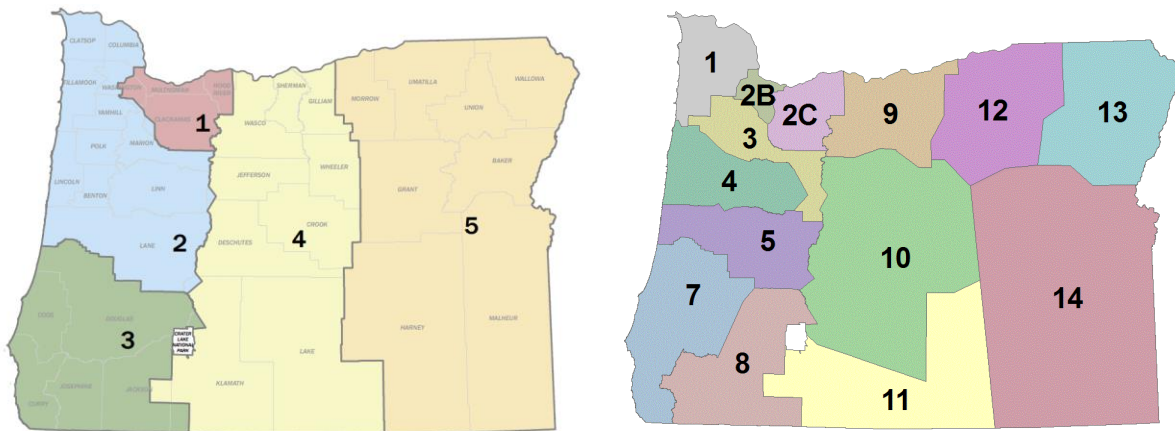 CLATSOP
COLUMBIA
TILLAMOOK
WASHINGTON
MULTNOMAH
HOOD
RIVER
SHERMAN
GILLIAM
MORROW
UMATILLA
WALLOWA
UNION
YAMHILL
CLACKAMAS
1
WASCO
POLK
MARION
WHEELER
BAKER
LINCOLN
BENTON
LINN
JEFFERSON
GRANT
CROOK
5
LANE
2
DESCHUTES
4
COOS
DOUGLAS
3
CRATER
LAKE
NATIONAL
PARK
HARNEY
MALHEUR
LAKE
KLAMATH
JOSEPHINE
JACKSON
CURRY
1
2B
2C
9
12
13
3
4
5
10
7
14
8
11